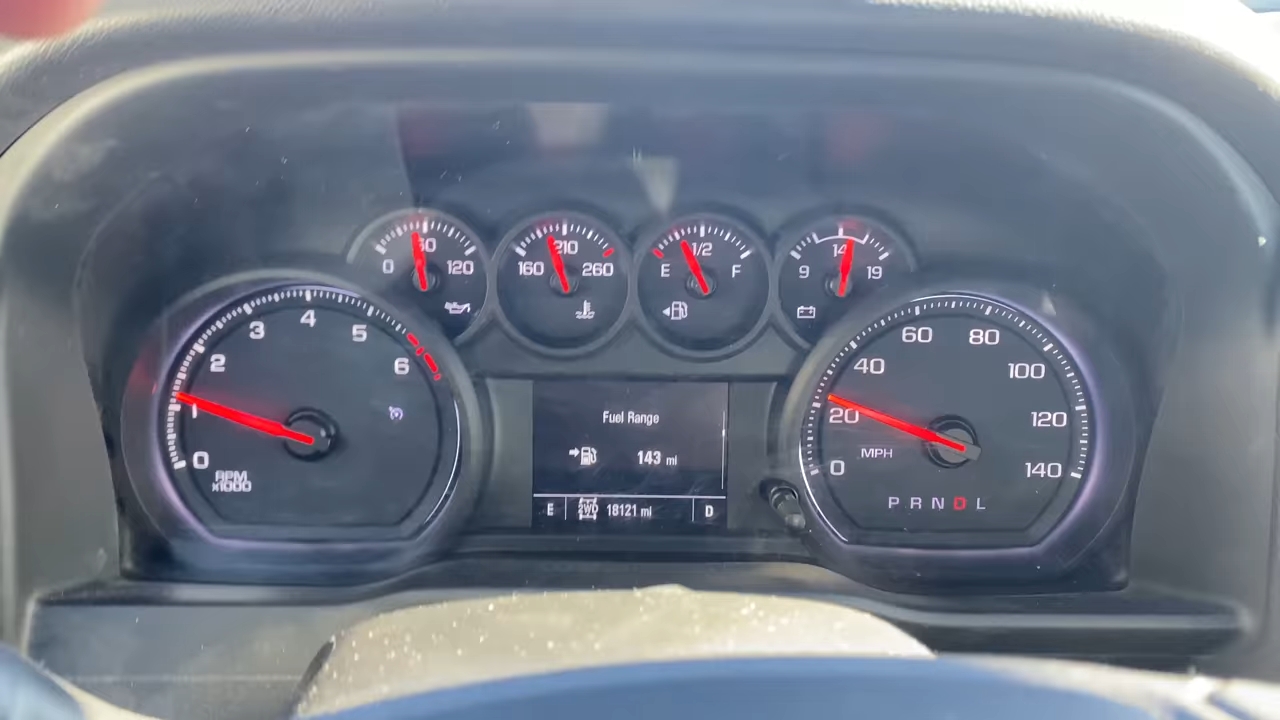 0 60 120
160 210 260
E 1/2 F
9 14 19
0 1 2 3 4 5 6
RPM
x1000
Fuel Range
143 mi
E 2WD 18121 mi D
0 20 40 60 80 100 120 140
MPH
P R N D L